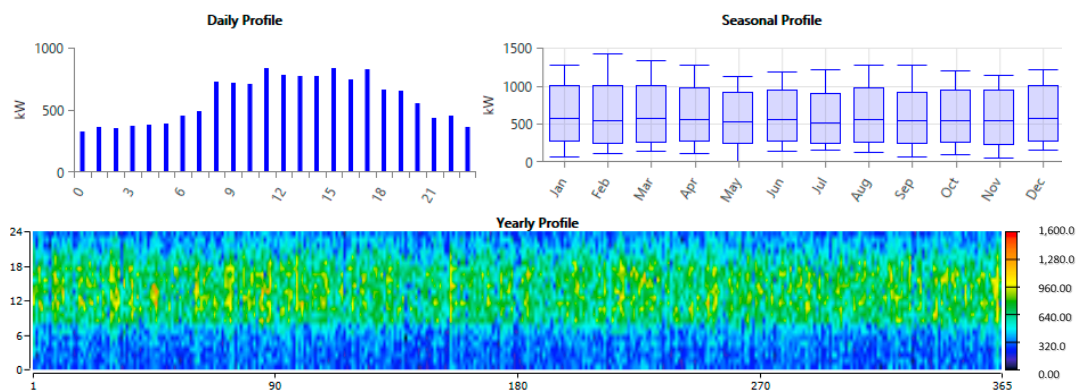 Daily Profile
1000
500
0
kW
0
3
6
9
12
15
18
21
Seasonal Profile
1500
1000
500
0
kW
Jan
Feb
Mar
Apr
May
Jun
Jul
Aug
Sep
Oct
Nov
Dec
Yearly Profile
24
18
12
6
0
1
90
180
270
365
1,600.0
1,280.00
960.00
640.00
320.0
0.00